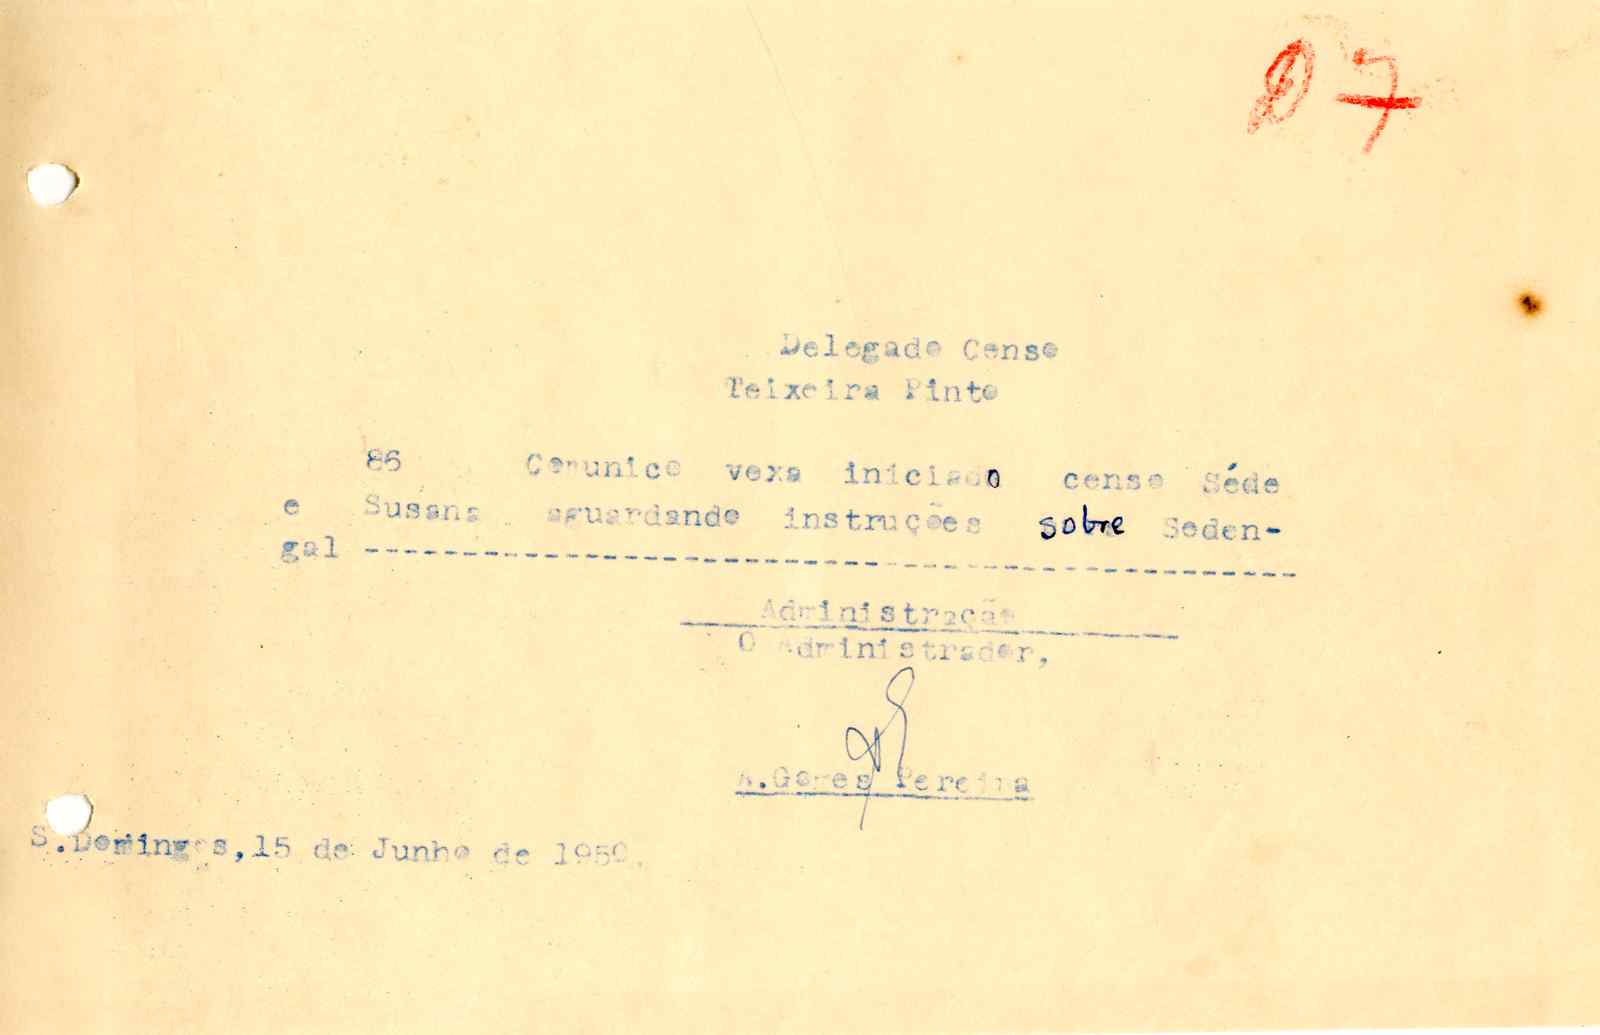 D 7
Delegado Censo
Teixeira Pinto
86 Comunico vexa iniciado censo Séde
e Susana aguardando instruções sobre Seden-
gal ----------------------------------------------------
Administração
O Administrador,
A.Gomes Pereira
S.Domingos,15 de Junho de 1950.